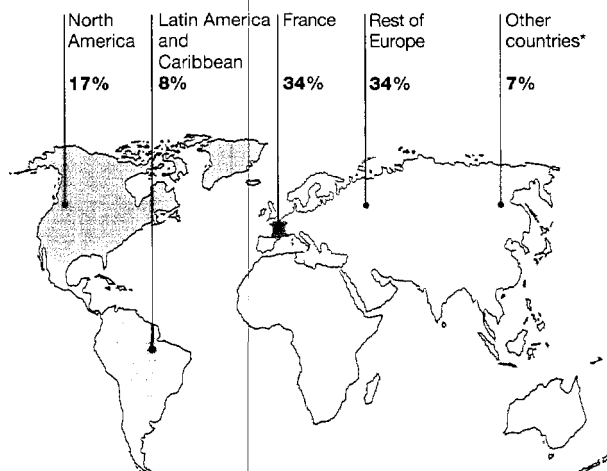 North
America
17%
Latin America
and
Caribbean
8%
France
34%
Rest of
Europe
34%
Other
countries*
7%